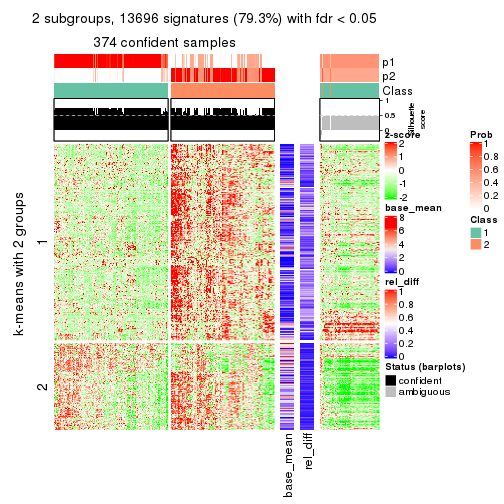 2 subgroups, 13696 signatures (79.3%) with fdr < 0.05
374 confident samples
p1
p2
Class
1
0.5
0
Silhouette
score
k-means with 2 groups
1
2
base_mean
rel_diff
z-score
2
1
0
-1
-2
base_mean
8
6
4
2
0
rel_diff
1
0.8
0.6
0.4
0.2
0
Status (barplots)
confident
ambiguous
Prob
1
0.8
0.6
0.4
0.2
0
Class
1
2